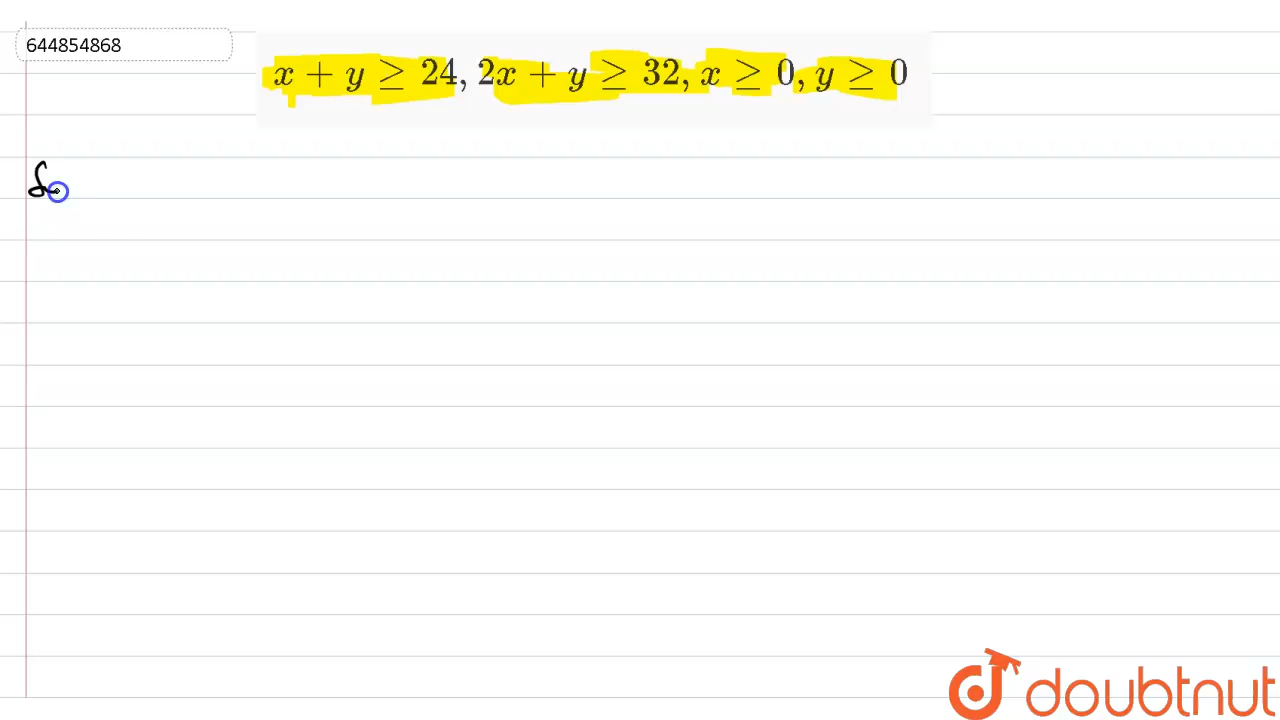 644854868
x + y ≥ 24, 2x + y ≥ 32, x ≥ 0, y ≥ 0
doubtnut